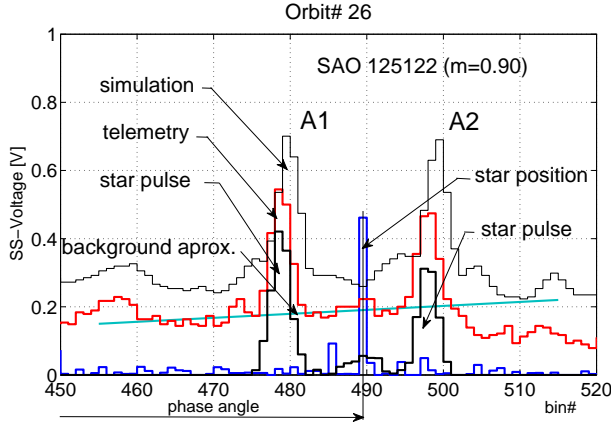 Orbit# 26
SAO 125122 (m=0.90)
simulation
A1
A2
telemetry
star pulse
star position
star pulse
background aprox.
SS−Voltage [V]
1
0.8
0.6
0.4
0.2
0
450 460 470 480 490 500 510 520
phase angle
bin#